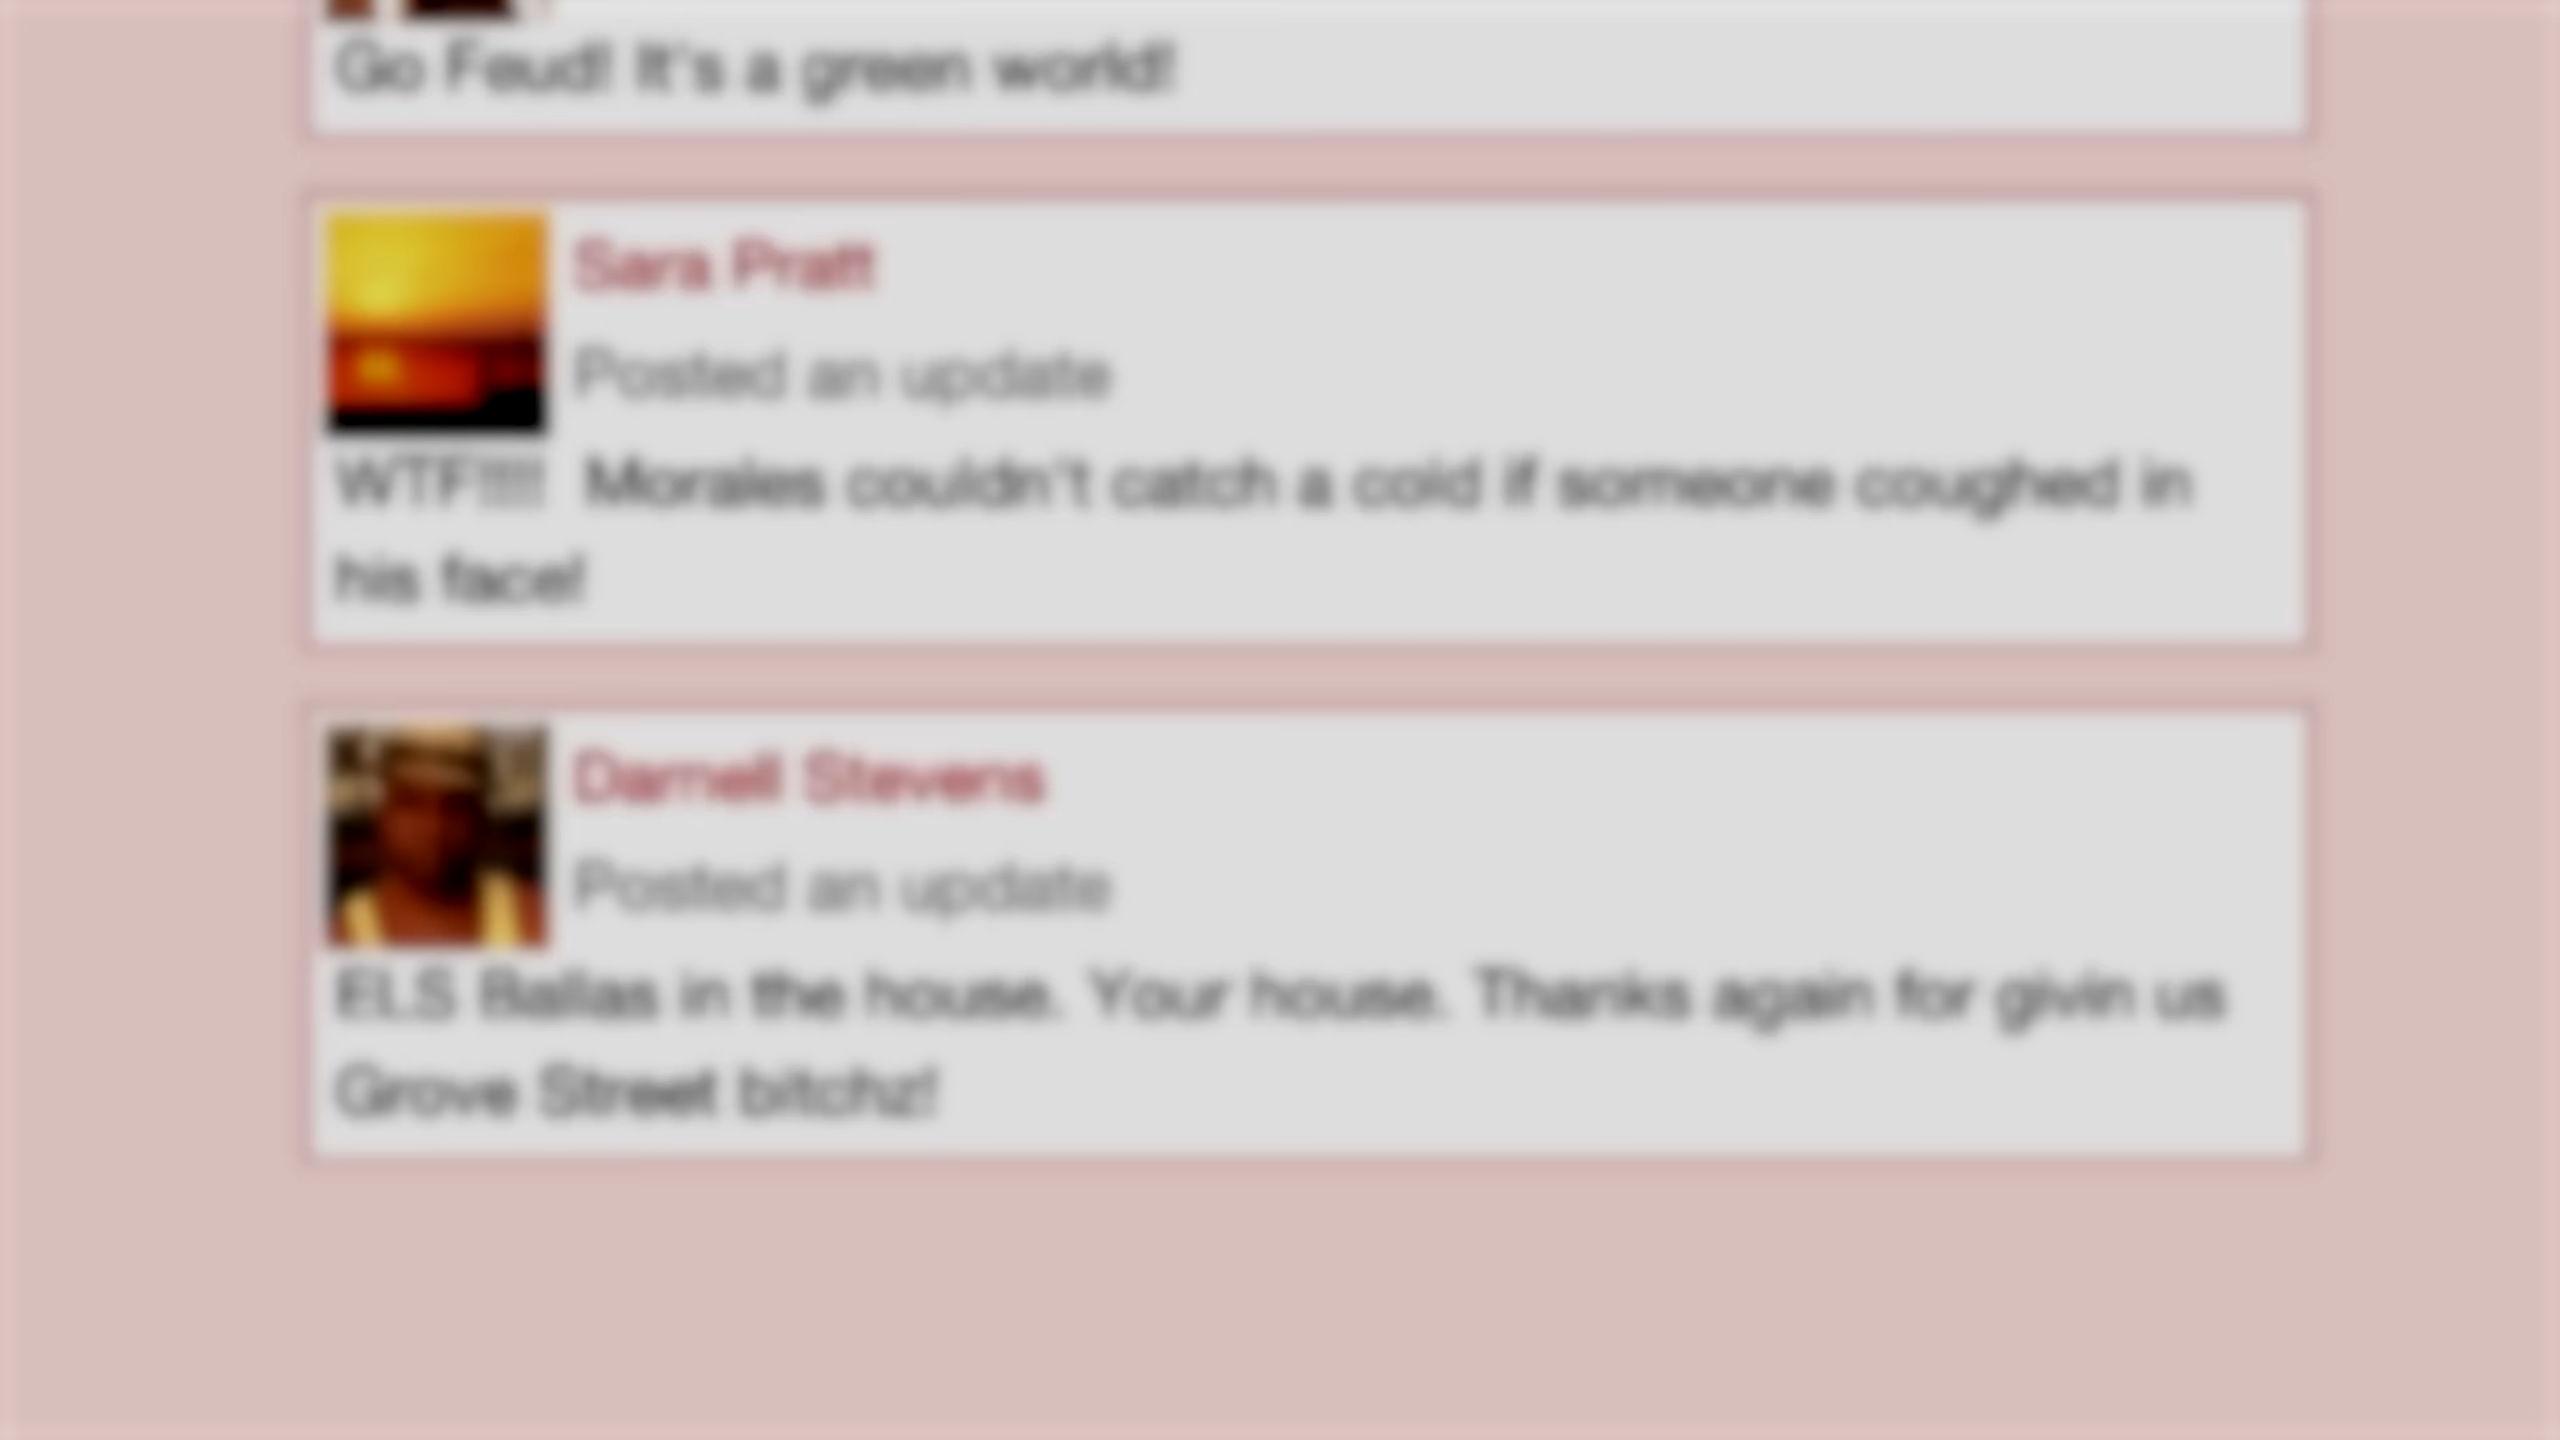 Go Feud! It's a green world!
Sara Pratt
Posted an update
WTF!!!!  Morales couldn't catch a cold if someone coughed in
his face!
Darnell Stevens
Posted an update
ELS Ballas in the house. Your house. Thanks again for givin us
Grove Street bitchz!